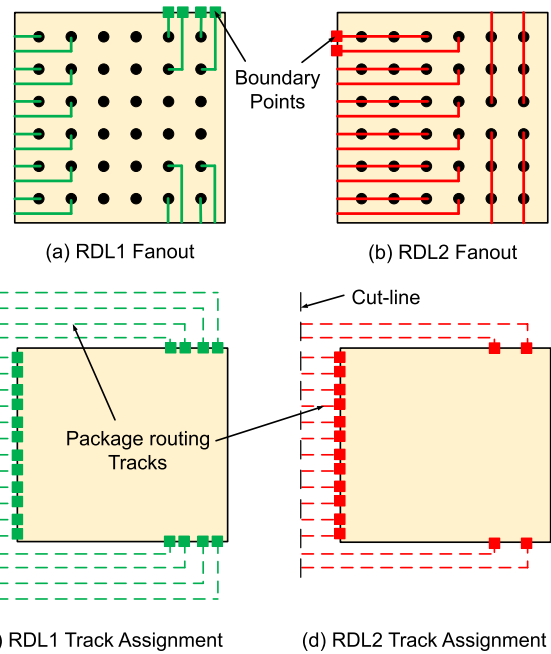 Boundary
Points
(a) RDL1 Fanout
(b) RDL2 Fanout
Cut-line
Package routing
Tracks
) RDL1 Track Assignment
(d) RDL2 Track Assignment